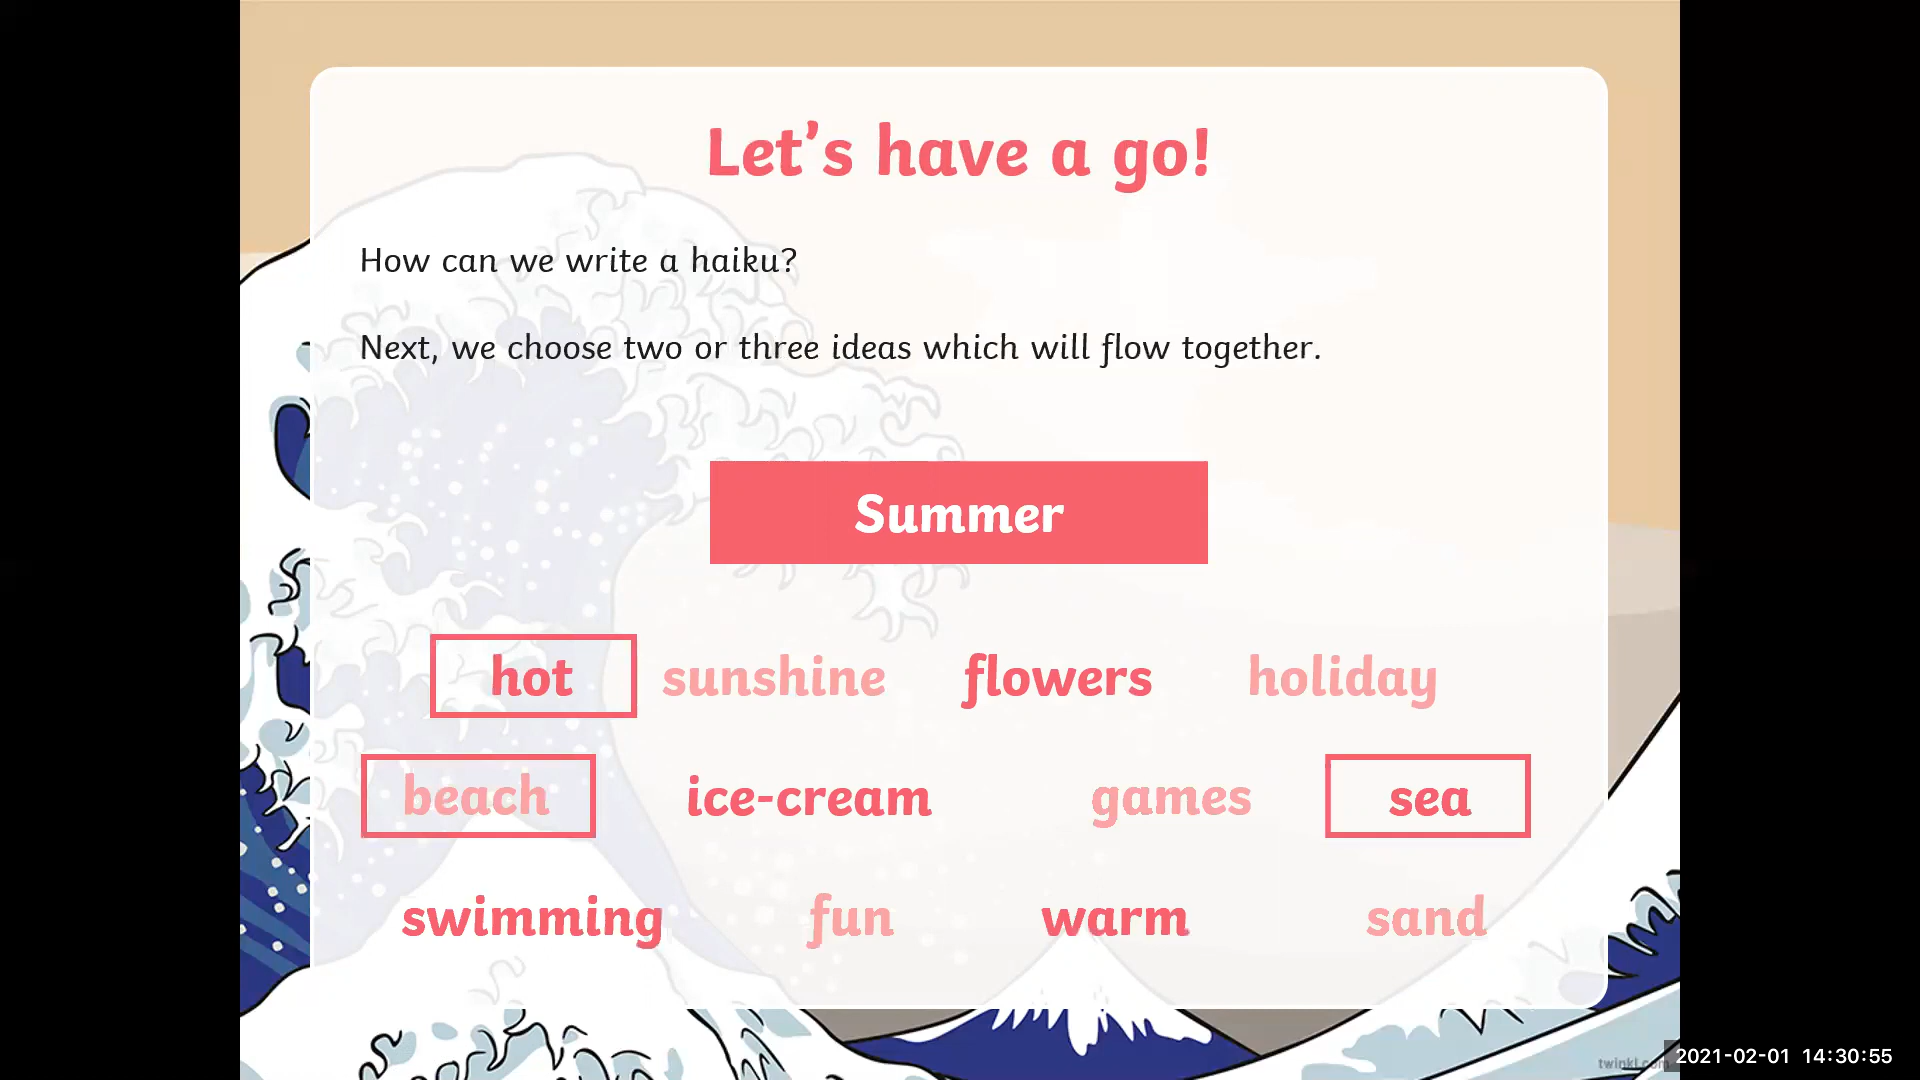 Let's have a go!
How can we write a haiku?
Next, we choose two or three ideas which will flow together.
Summer
hot sunshine flowers holiday
beach ice-cream games sea
swimming fun warm sand
twinkl.com
2021-02-01 14:30:55